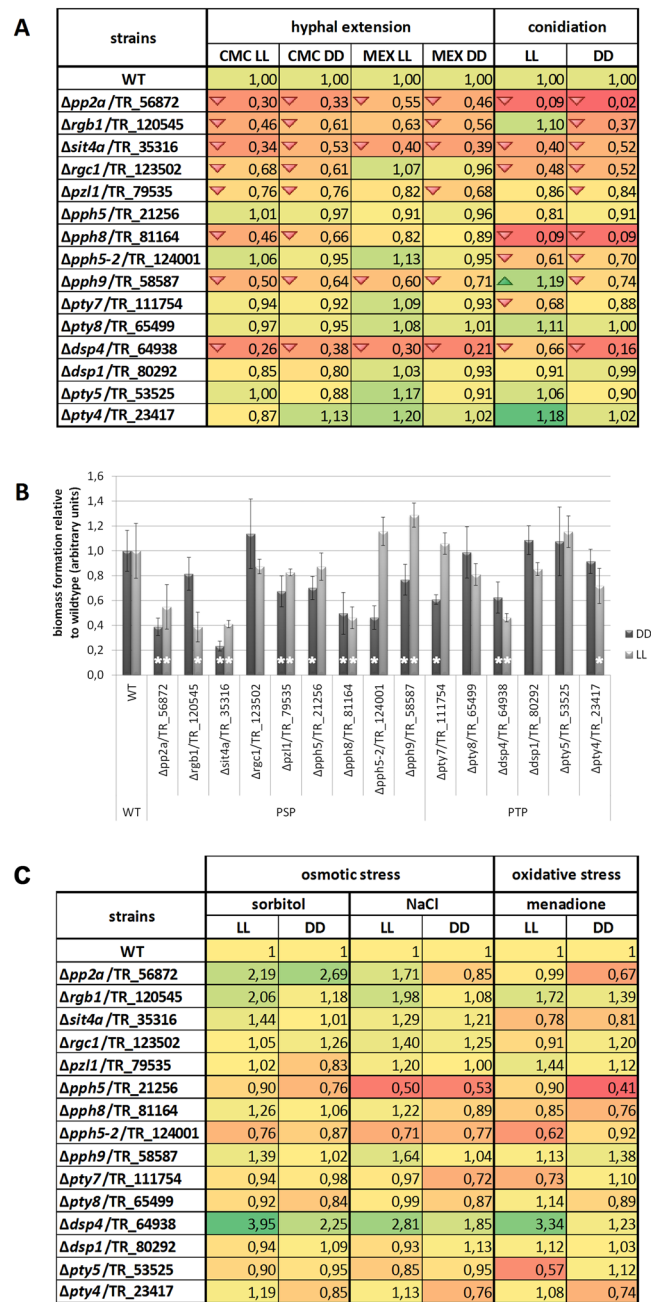 A
strains hyphal extension conidiation
CMC LL CMC DD MEX LL MEX DD LL DD
WT 1,00 1,00 1,00 1,00 1,00 1,00
Δpp2a/TR_56872 0,30 0,33 0,55 0,46 0,09 0,02
Δrgb1/TR_120545 0,46 0,61 0,63 0,56 1,10 0,37
Δsit4a/TR_35316 0,34 0,53 0,40 0,39 0,40 0,52
Δrgc1/TR_123502 0,68 0,61 1,07 0,96 0,48 0,52
Δpzl1/TR_79535 0,76 0,76 0,82 0,68 0,86 0,84
Δpph5/TR_21256 1,01 0,97 0,91 0,96 0,81 0,91
Δpph8/TR_81164 0,46 0,66 0,82 0,89 0,09 0,09
Δpph5-2/TR_124001 1,06 0,95 1,13 0,95 0,61 0,70
Δpph9/TR_58587 0,50 0,64 0,60 0,71 1,19 0,74
Δpty7/TR_111754 0,94 0,92 1,09 0,93 0,68 0,88
Δpty8/TR_65499 0,97 0,95 1,08 1,01 1,11 1,00
Δdsp4/TR_64938 0,26 0,38 0,30 0,21 0,66 0,16
Δdsp1/TR_80292 0,85 0,80 1,03 0,93 0,91 0,99
Δpty5/TR_53525 1,00 0,88 1,17 0,91 1,06 0,90
Δpty4/TR_23417 0,87 1,13 1,20 1,02 1,18 1,02
B
biomass formation relative
to wildtype (arbitrary units)
1,6
1,4
1,2
1,0
0,8
0,6
0,4
0,2
0,0
** * ** ** * ** * ** * ** *
DD
LL
WT
Δpp2a/TR_56872
Δrgb1/TR_120545
Δsit4a/TR_35316
Δrgc1/TR_123502
Δpzl1/TR_79535
Δpph5/TR_21256
Δpph8/TR_81164
Δpph5-2/TR_124001
Δpph9/TR_58587
Δpty7/TR_111754
Δpty8/TR_65499
Δdsp4/TR_64938
Δdsp1/TR_80292
Δpty5/TR_53525
Δpty4/TR_23417
WT PSP PTP
C
strains osmotic stress oxidative stress
sorbitol NaCl menadione
LL DD LL DD LL DD
WT 1 1 1 1 1 1
Δpp2a/TR_56872 2,19 2,69 1,71 0,85 0,99 0,67
Δrgb1/TR_120545 2,06 1,18 1,98 1,08 1,72 1,39
Δsit4a/TR_35316 1,44 1,01 1,29 1,21 0,78 0,81
Δrgc1/TR_123502 1,05 1,26 1,40 1,25 0,91 1,20
Δpzl1/TR_79535 1,02 0,83 1,20 1,00 1,44 1,12
Δpph5/TR_21256 0,90 0,76 0,50 0,53 0,90 0,41
Δpph8/TR_81164 1,26 1,06 1,22 0,89 0,85 0,76
Δpph5-2/TR_124001 0,76 0,87 0,71 0,77 0,62 0,92
Δpph9/TR_58587 1,39 1,02 1,64 1,04 1,13 1,38
Δpty7/TR_111754 0,94 0,98 0,97 0,72 0,73 1,10
Δpty8/TR_65499 0,92 0,84 0,99 0,87 1,14 0,89
Δdsp4/TR_64938 3,95 2,25 2,81 1,85 3,34 1,23
Δdsp1/TR_80292 0,94 1,09 0,93 1,13 1,12 1,03
Δpty5/TR_53525 0,90 0,95 0,85 0,95 0,57 1,12
Δpty4/TR_23417 1,19 0,85 1,13 0,76 1,08 0,74